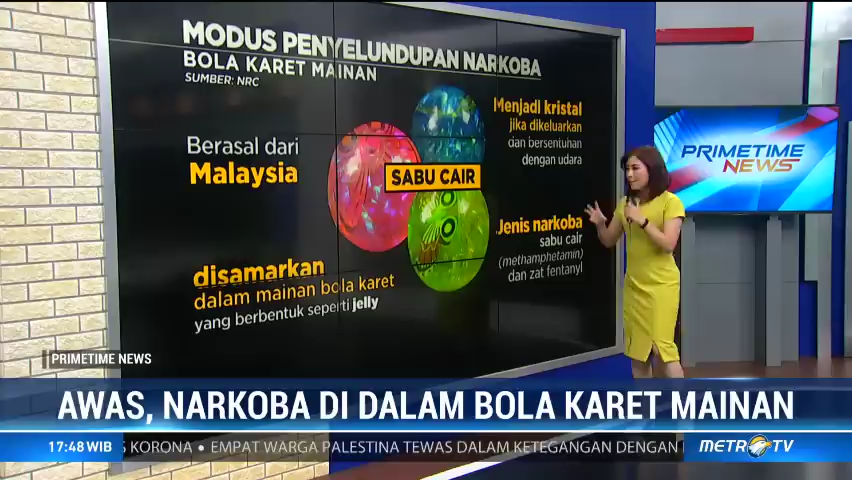 MODUS PENYELUNDUPAN NARKOBA
BOLA KARET MAINAN
SUMBER: NRC
Berasal dari
Malaysia
SABU CAIR
Menjadi kristal
jika dikeluarkan
dan bersentuhan
dengan udara
Jenis narkoba
sabu cair
(methamphetamin)
dan zat fentanyl
disamarkan
dalam mainan bola karet
yang berbentuk seperti jelly
PRIMETIME
NEWS
PRIMETIME NEWS
AWAS, NARKOBA DI DALAM BOLA KARET MAINAN
17:48 WIB
KORONA • EMPAT WARGA PALESTINA TEWAS DALAM KETEGANGAN DENGAN
METRO TV